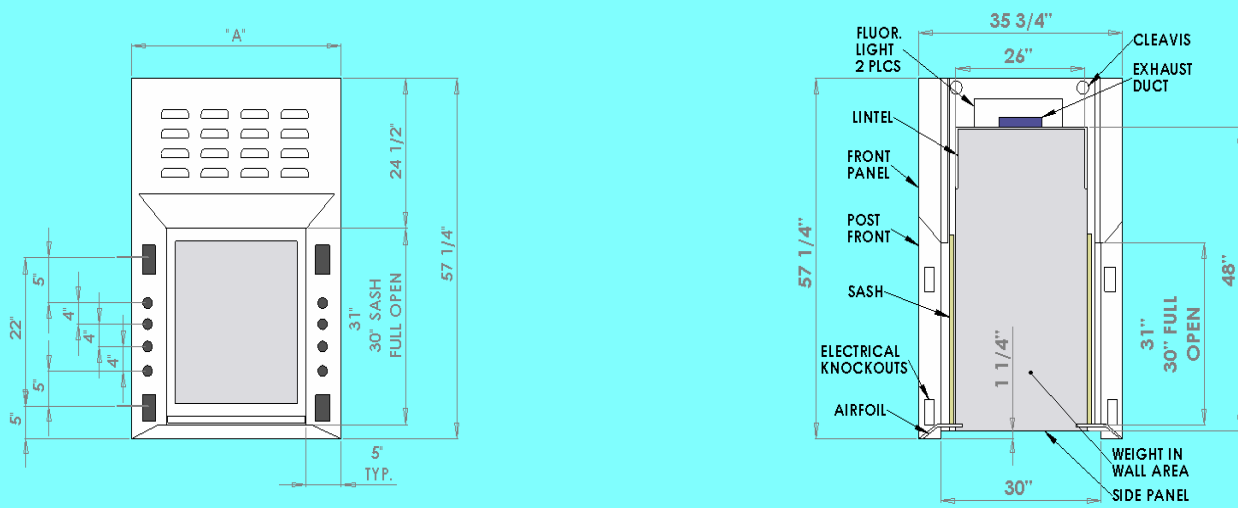 "A"
24 1/2"
57 1/4"
31"
30" SASH
FULL OPEN
5"
4"
4"
4"
22"
5"
5"
5"
TYP.
35 3/4"
26"
FLUOR.
LIGHT
2 PLCS
CLEAVIS
EXHAUST
DUCT
LINTEL
FRONT
PANEL
POST
FRONT
57 1/4"
48"
SASH
31"
30" FULL
OPEN
1 1/4"
ELECTRICAL
KNOCKOUTS
AIRFOIL
WEIGHT IN
WALL AREA
30"
SIDE PANEL